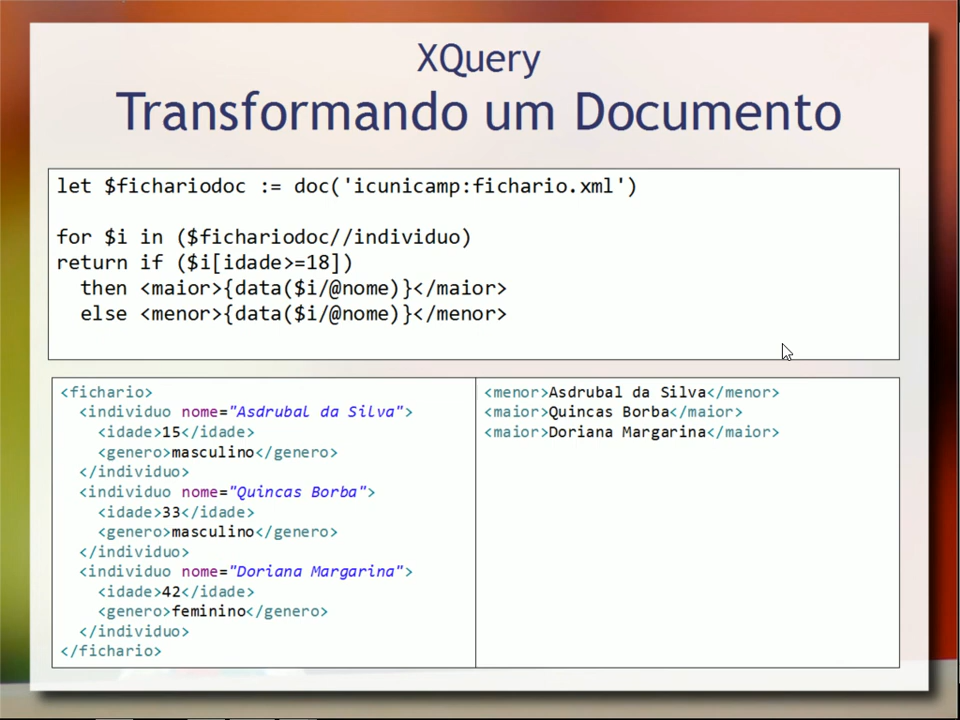 XQuery
Transformando um Documento
let $fichariodoc := doc('icunicamp:fichario.xml')
for $i in ($fichariodoc//individuo)
return if ($i[idade>=18])
  then <maior>{data($i/@nome)}</maior>
  else <menor>{data($i/@nome)}</menor>
<fichario>
  <individuo nome="Asdrubal da Silva">
    <idade>15</idade>
    <genero>masculino</genero>
  </individuo>
  <individuo nome="Quincas Borba">
    <idade>33</idade>
    <genero>masculino</genero>
  </individuo>
  <individuo nome="Doriana Margarina">
    <idade>42</idade>
    <genero>feminino</genero>
  </individuo>
</fichario>
<menor>Asdrubal da Silva</menor>
<maior>Quincas Borba</maior>
<maior>Doriana Margarina</maior>